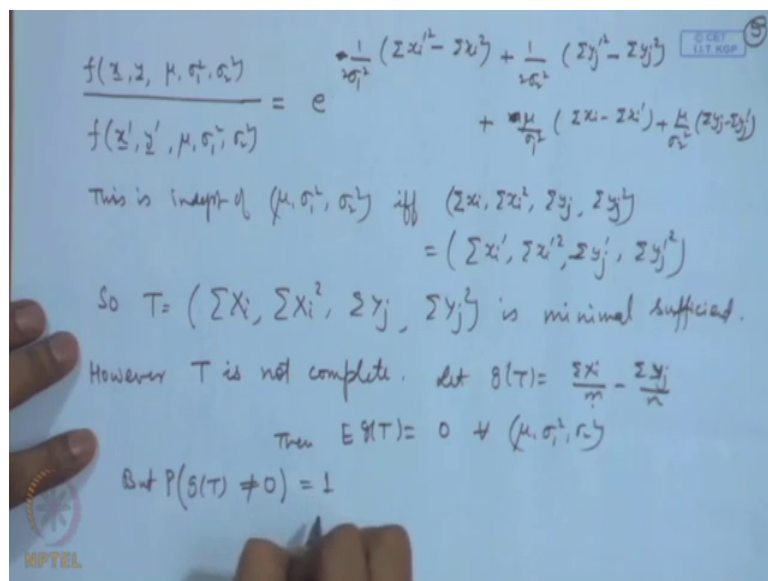 f(x, y, μ, σ₁², σ₂²) / f(x', y', μ, σ₁², σ₂²) = e^{1/2σ₁² (Σxi'² - Σxi²) + 1/2σ₂² (Σyj'² - Σyj²)
+ μ/σ₁² (Σxi - Σxi') + μ/σ₂² (Σyj - Σyj')}
© CET
I.I.T. KGP
5
This is indept of (μ, σ₁², σ₂²) iff (Σxi, Σxi², Σyj, Σyj²)
= (Σxi', Σxi'², Σyj', Σyj'²)
So T = (ΣXi, ΣXi², ΣYj, ΣYj²) is minimal sufficient.
However T is not complete. Let g(T) = Σxi/m - Σyj/n
Then E g(T) = 0 ∀ (μ, σ₁², σ₂²)
But P(g(T) ≠ 0) = 1
NPTEL